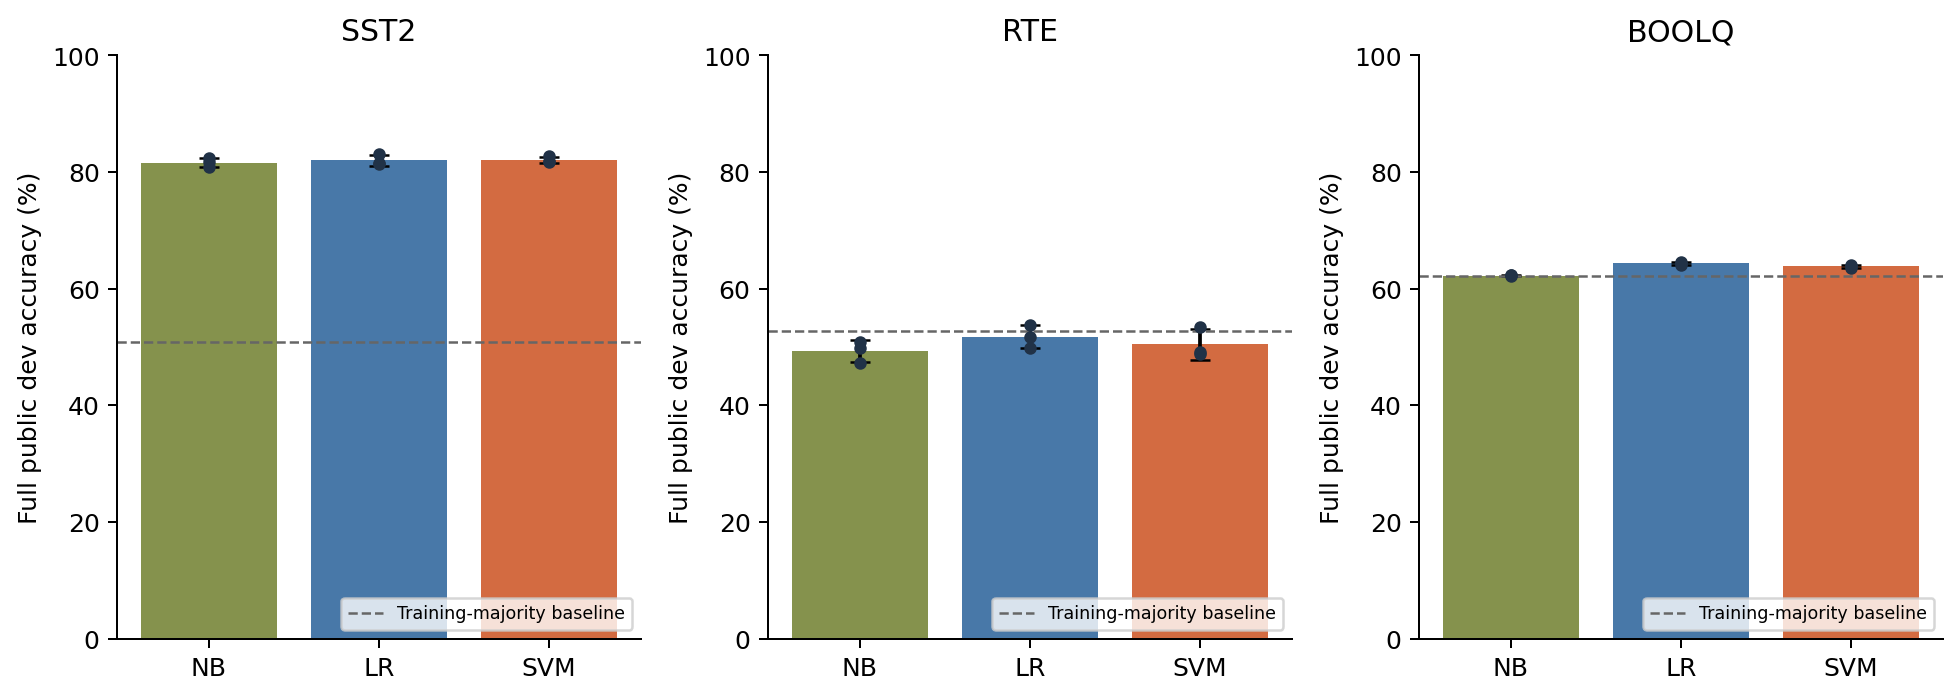 SST2
Full public dev accuracy (%)
100
80
60
40
20
0
NB LR SVM
Training-majority baseline
RTE
Full public dev accuracy (%)
100
80
60
40
20
0
NB LR SVM
Training-majority baseline
BOOLQ
Full public dev accuracy (%)
100
80
60
40
20
0
NB LR SVM
Training-majority baseline